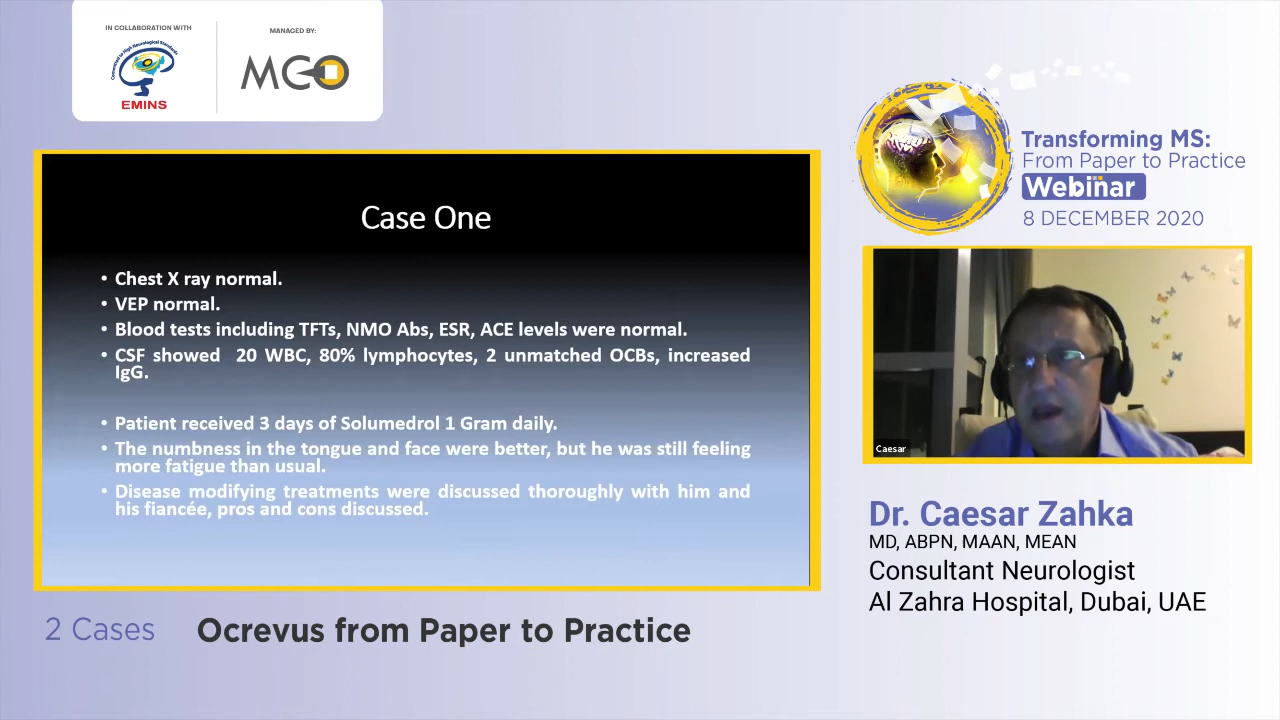 IN COLLABORATION WITH
Committed to High Neurological Standards
EMINS
MANAGED BY:
MCO
Transforming MS:
From Paper to Practice
Webinar
8 DECEMBER 2020
Case One
• Chest X ray normal.
• VEP normal.
• Blood tests including TFTs, NMO Abs, ESR, ACE levels were normal.
• CSF showed 20 WBC, 80% lymphocytes, 2 unmatched OCBs, increased
IgG.
• Patient received 3 days of Solumedrol 1 Gram daily.
• The numbness in the tongue and face were better, but he was still feeling
more fatigue than usual.
• Disease modifying treatments were discussed thoroughly with him and
his fiancée, pros and cons discussed.
Caesar
Dr. Caesar Zahka
MD, ABPN, MAAN, MEAN
Consultant Neurologist
Al Zahra Hospital, Dubai, UAE
2 Cases
Ocrevus from Paper to Practice